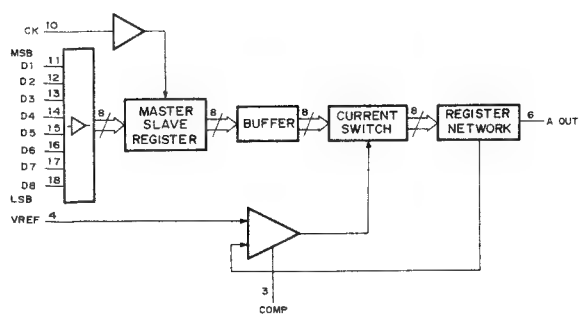 CK 10
MSB
D1 11
D2 12
D3 13
D4 14
D5 15
D6 16
D7 17
D8 18
LSB
8
MASTER
SLAVE
REGISTER
8
BUFFER
8
CURRENT
SWITCH
8
REGISTER
NETWORK
6 A OUT
VREF 4
3
COMP